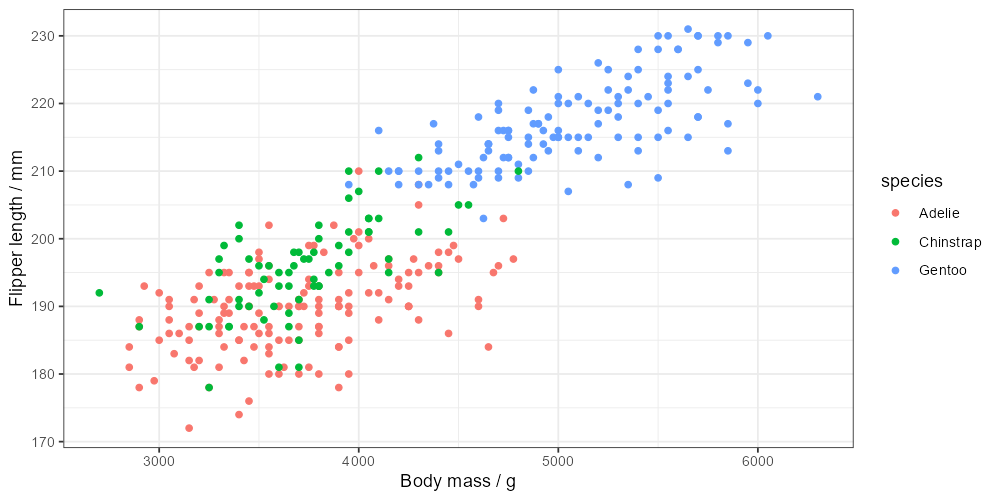 230
220
210
200
190
180
170
Flipper length / mm
3000 4000 5000 6000
Body mass / g
species
Adelie
Chinstrap
Gentoo